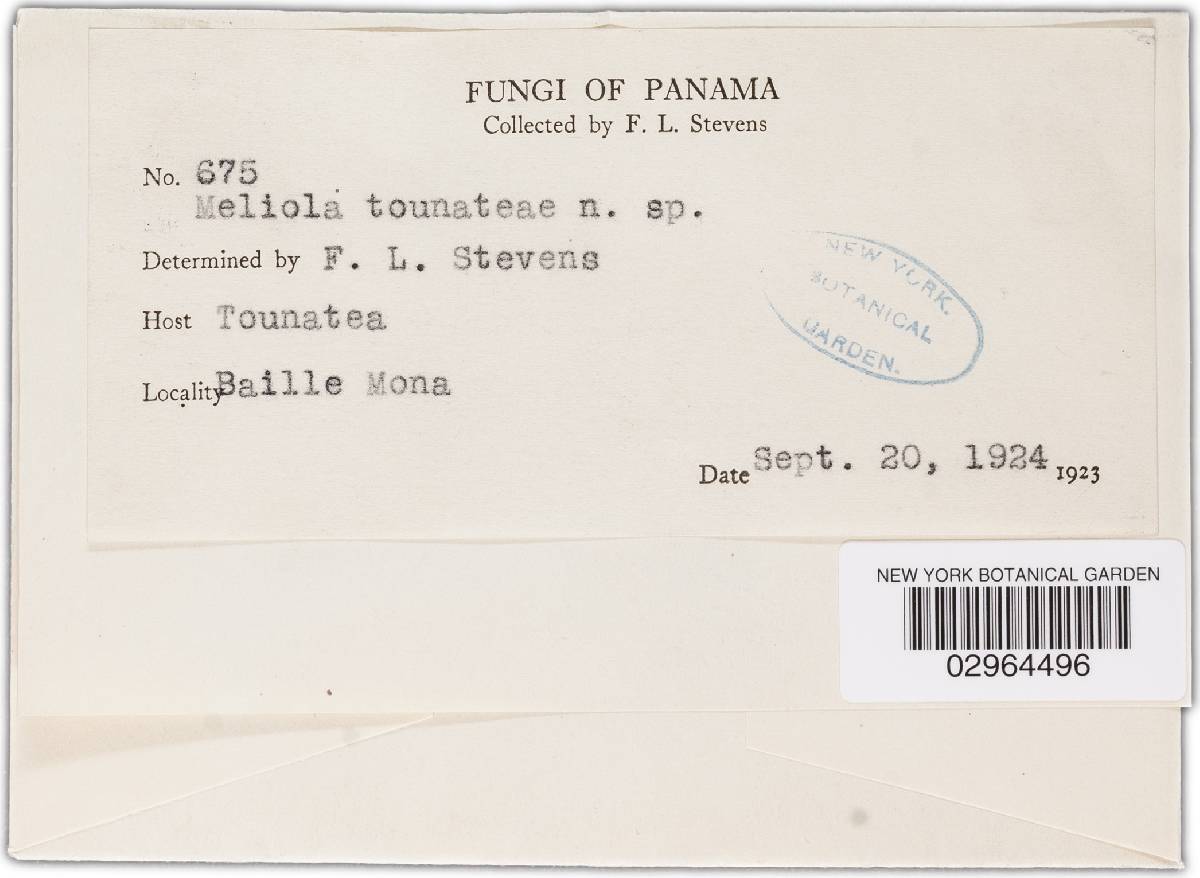 FUNGI OF PANAMA
Collected by F. L. Stevens
No. 675
Meliola tounateae n. sp.
Determined by F. L. Stevens
Host Tounatea
Locality Baille Mona
NEW YORK.
BOTANICAL
GARDEN.
Date Sept. 20, 1924 1923
NEW YORK BOTANICAL GARDEN
02964496